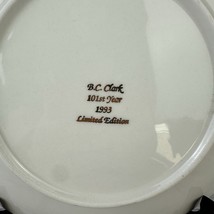 B.C. Clark
101st Year
1993
Limited Edition